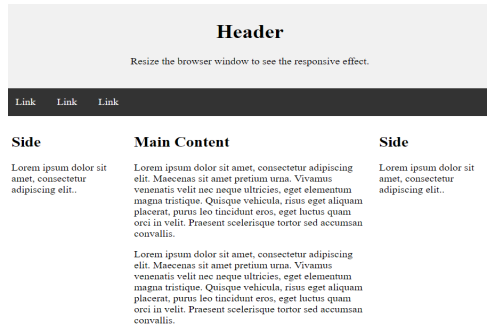 Header
Resize the browser window to see the responsive effect.
Link Link Link
Side
Lorem ipsum dolor sit
amet, consectetur
adipiscing elit..
Main Content
Lorem ipsum dolor sit amet, consectetur adipiscing
elit. Maecenas sit amet pretium urna. Vivamus
venenatis velit nec neque ultricies, eget elementum
magna tristique. Quisque vehicula, risus eget aliquam
placerat, purus leo tincidunt eros, eget luctus quam
orci in velit. Praesent scelerisque tortor sed accumsan
convallis.
Lorem ipsum dolor sit amet, consectetur adipiscing
elit. Maecenas sit amet pretium urna. Vivamus
venenatis velit nec neque ultricies, eget elementum
magna tristique. Quisque vehicula, risus eget aliquam
placerat, purus leo tincidunt eros, eget luctus quam
orci in velit. Praesent scelerisque tortor sed accumsan
convallis.
Side
Lorem ipsum dolor sit
amet, consectetur
adipiscing elit..